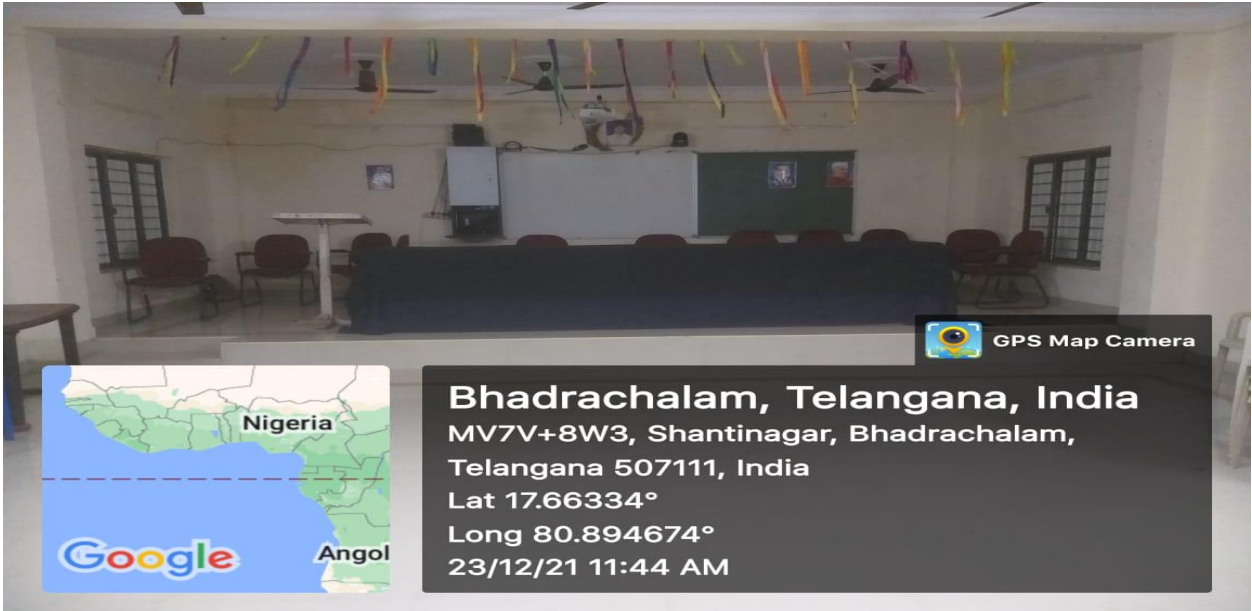 GPS Map Camera
Nigeria
Angol
Google
Bhadrachalam, Telangana, India
MV7V+8W3, Shantinagar, Bhadrachalam,
Telangana 507111, India
Lat 17.66334°
Long 80.894674°
23/12/21 11:44 AM